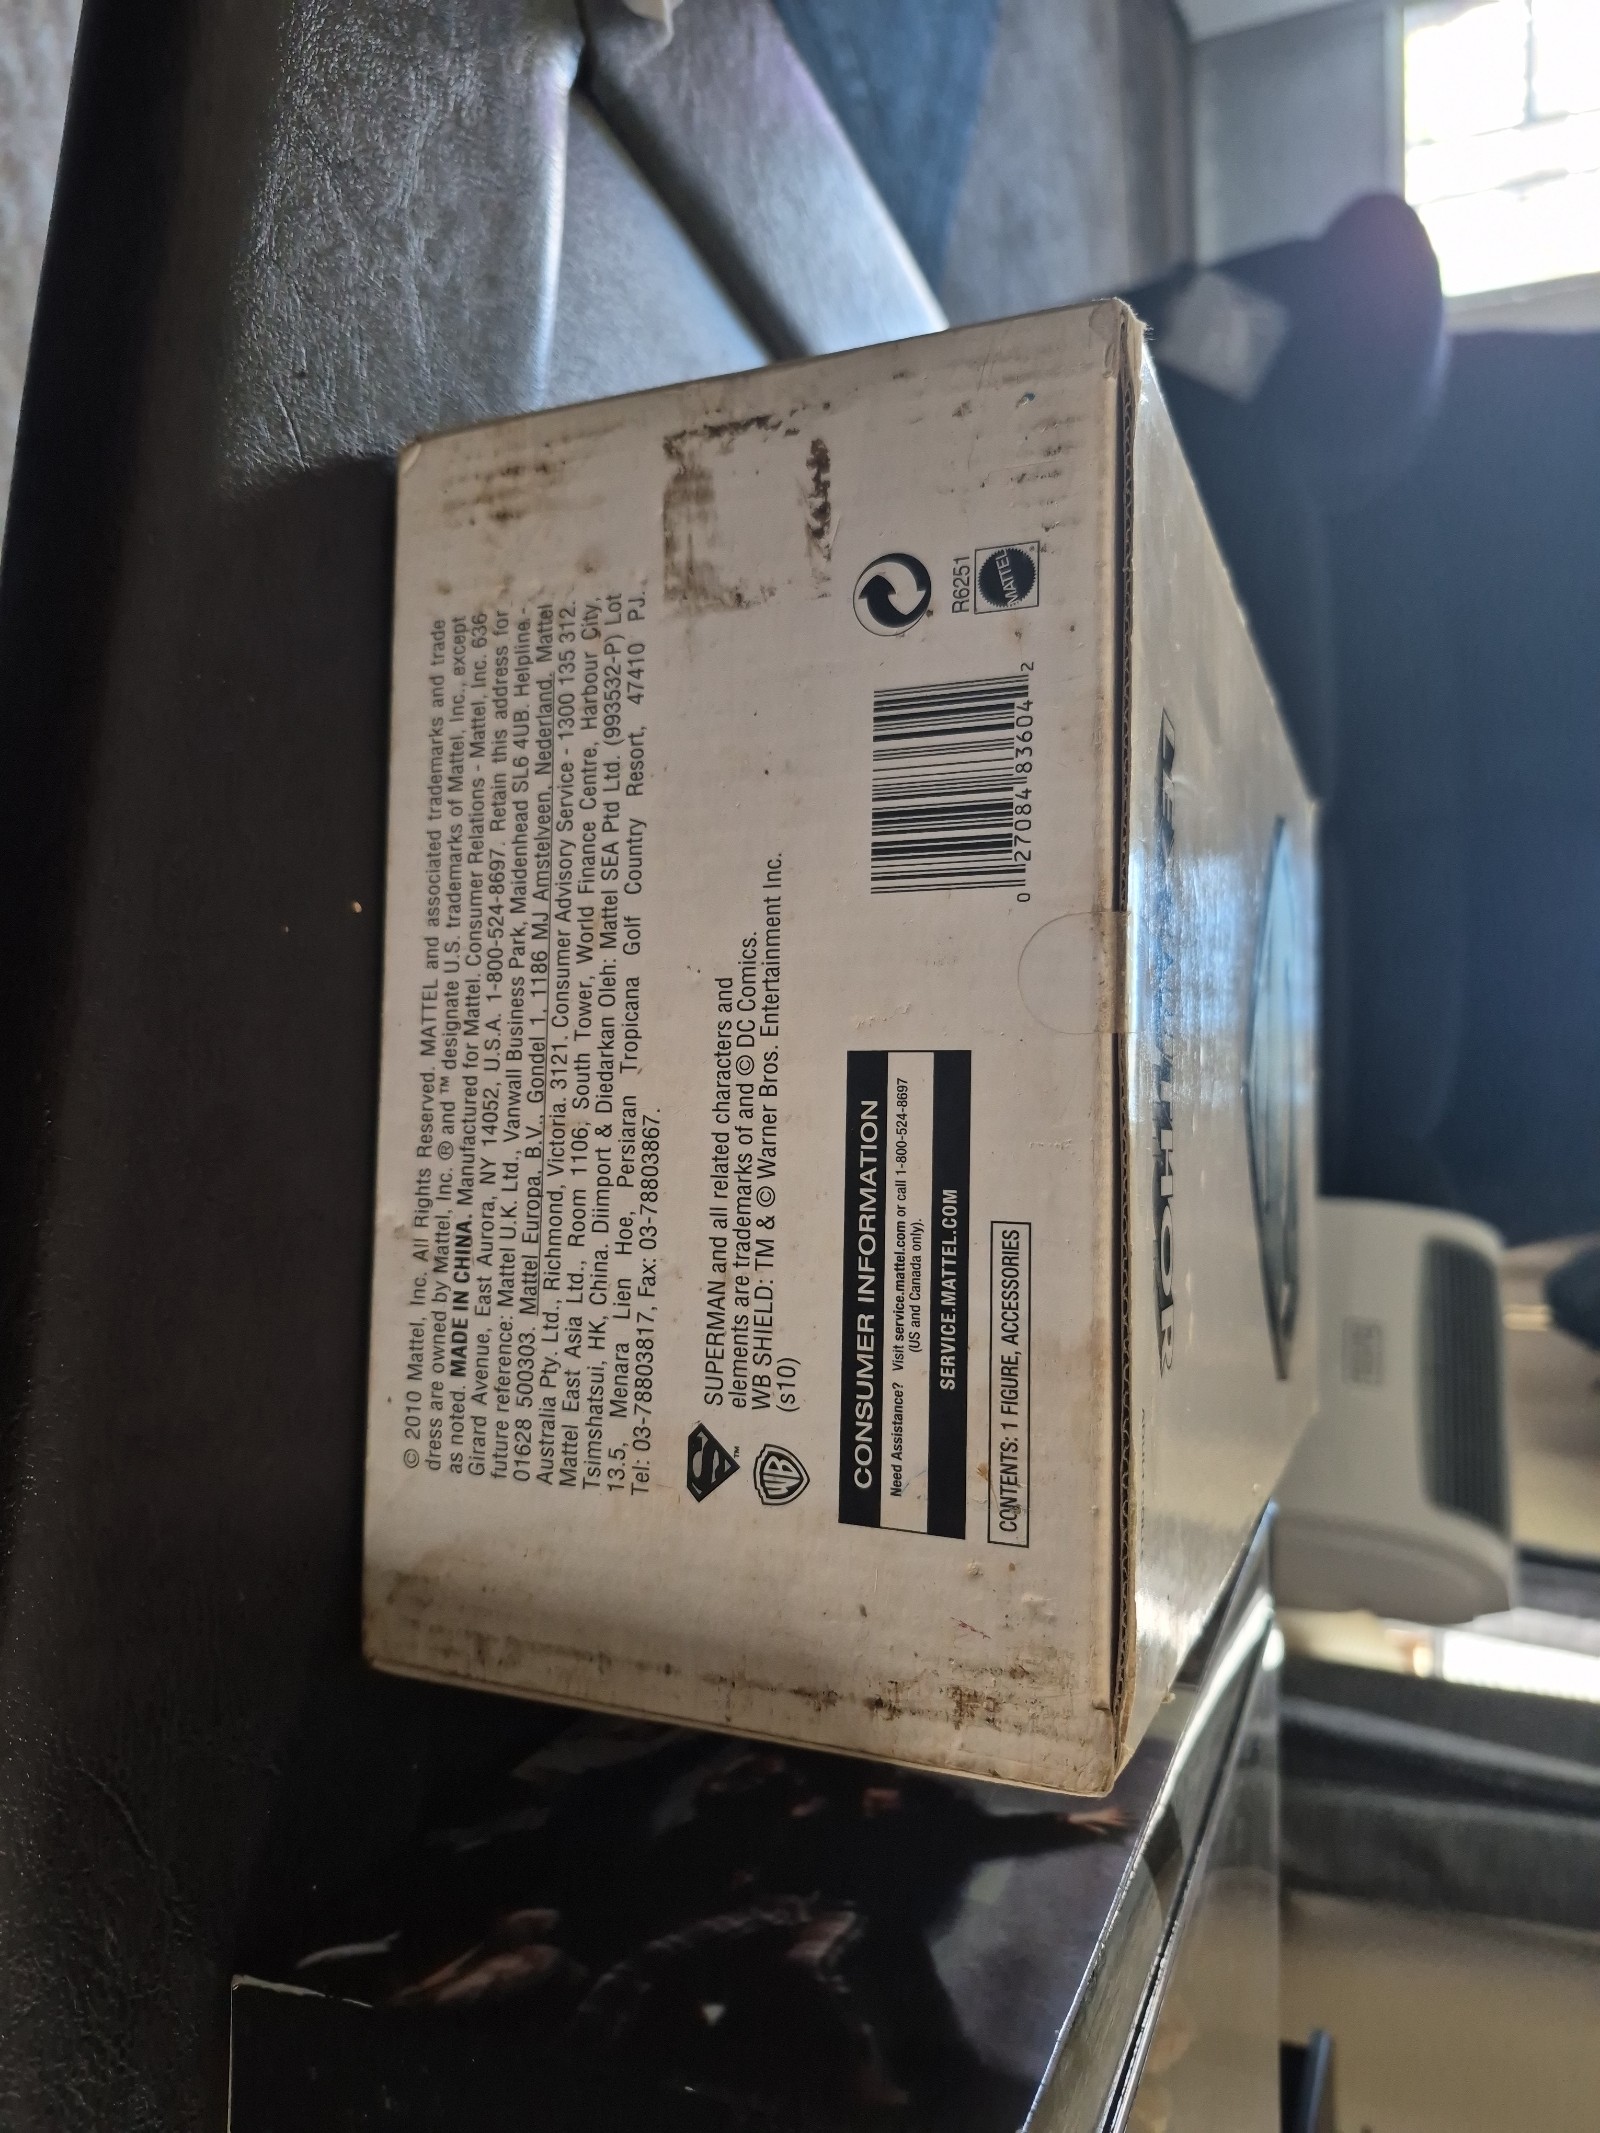 © 2010 Mattel, Inc. All Rights Reserved. MATTEL and associated trademarks and trade
dress are owned by Mattel, Inc. ® and ™ designate U.S. trademarks of Mattel, Inc., except
as noted. MADE IN CHINA. Manufactured for Mattel. Consumer Relations - Mattel, Inc. 636
Girard Avenue, East Aurora, NY 14052, U.S.A. 1-800-524-8697. Retain this address for
future reference: Mattel U.K. Ltd., Vanwall Business Park, Maidenhead SL6 4UB. Helpline -
01628 500303. Mattel Europa, B.V., Gondel 1, 1186 MJ Amstelveen, Nederland. Mattel
Australia Pty. Ltd., Richmond, Victoria. 3121. Consumer Advisory Service - 1300 135 312.
Mattel East Asia Ltd., Room 1106, South Tower, World Finance Centre, Harbour City,
Tsimshatsui, HK, China. Diimport & Diedarkan Oleh: Mattel SEA Ptd Ltd. (993532-P) Lot
13.5, Menara Lien Hoe, Persiaran Tropicana Golf Country Resort, 47410 PJ.
Tel: 03-78803817, Fax: 03-78803867.
SUPERMAN and all related characters and
elements are trademarks of and © DC Comics.
WB SHIELD: TM & © Warner Bros. Entertainment Inc.
(s10)
S ™
WB
CONSUMER INFORMATION
Need Assistance? Visit service.mattel.com or call 1-800-524-8697
(US and Canada only).
SERVICE.MATTEL.COM
CONTENTS: 1 FIGURE, ACCESSORIES
0 27084 83604 2
R6251
MATTEL
LEX LUTHOR